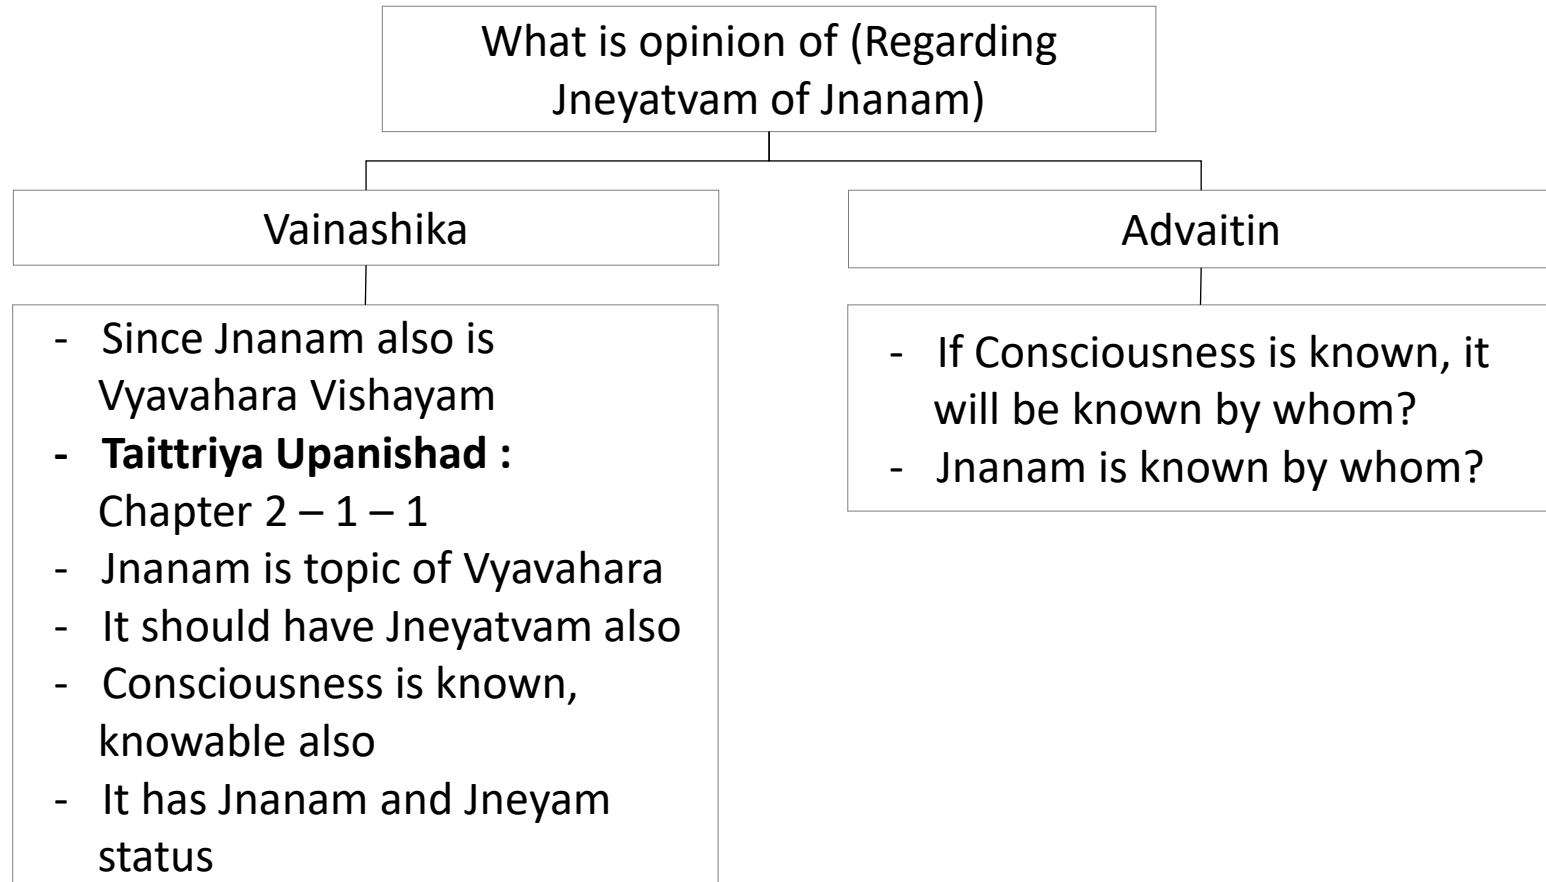 What is opinion of (Regarding
Jneyatvam of Jnanam)
Vainashika
- Since Jnanam also is
Vyavahara Vishayam
- Taittriya Upanishad :
Chapter 2 – 1 – 1
- Jnanam is topic of Vyavahara
- It should have Jneyatvam also
- Consciousness is known,
knowable also
- It has Jnanam and Jneyam
status
Advaitin
- If Consciousness is known, it
will be known by whom?
- Jnanam is known by whom?